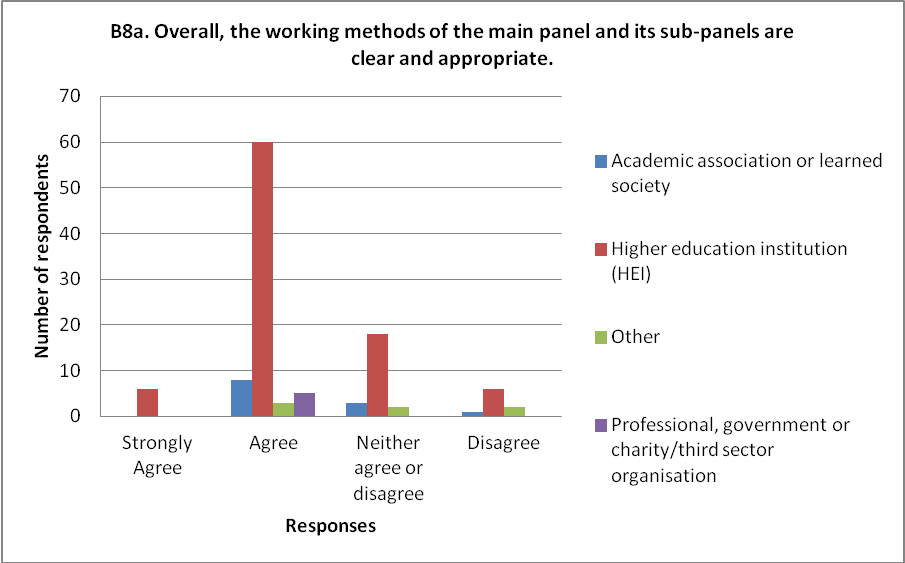 B8a. Overall, the working methods of the main panel and its sub-panels are
clear and appropriate.
Number of respondents
70
60
50
40
30
20
10
0
Strongly
Agree
Agree
Neither
agree or
disagree
Disagree
Responses
Academic association or learned
society
Higher education institution
(HEI)
Other
Professional, government or
charity/third sector
organisation